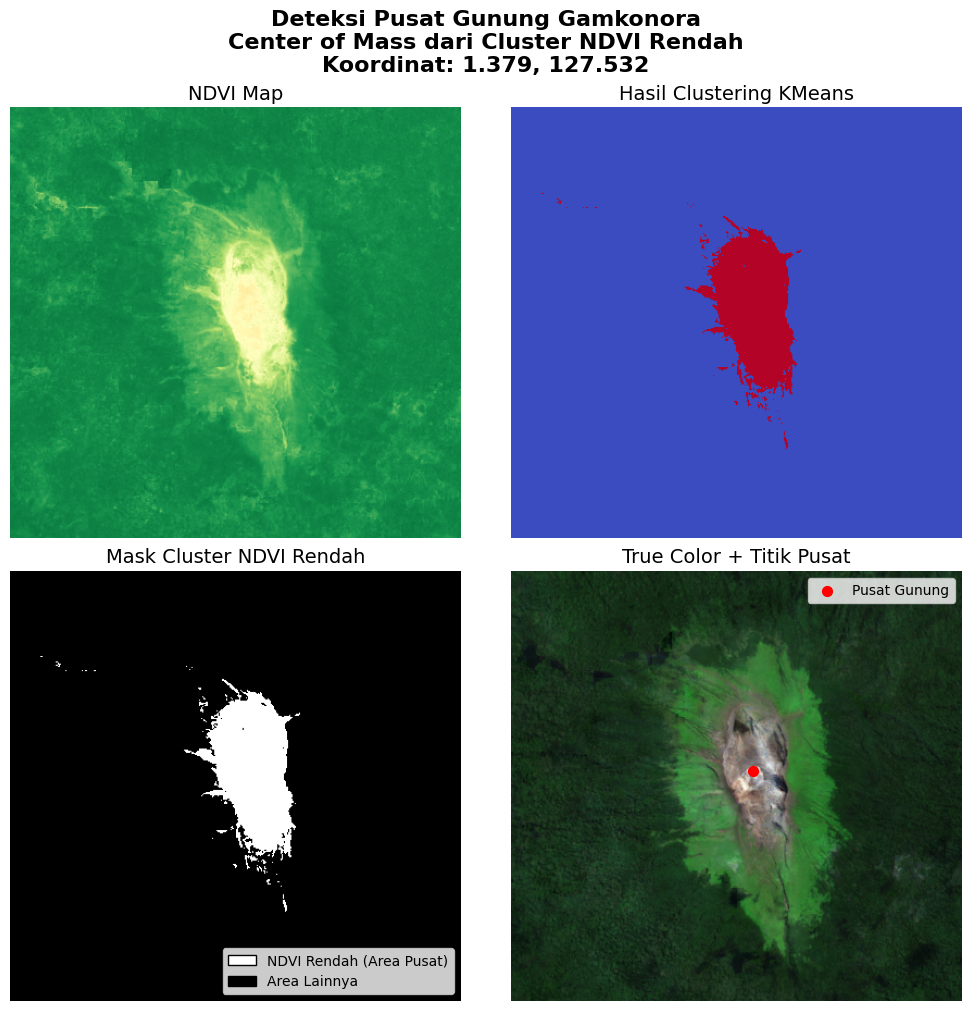 Deteksi Pusat Gunung Gamkonora
Center of Mass dari Cluster NDVI Rendah
Koordinat: 1.379, 127.532
NDVI Map
Hasil Clustering KMeans
Mask Cluster NDVI Rendah
NDVI Rendah (Area Pusat)
Area Lainnya
True Color + Titik Pusat
Pusat Gunung